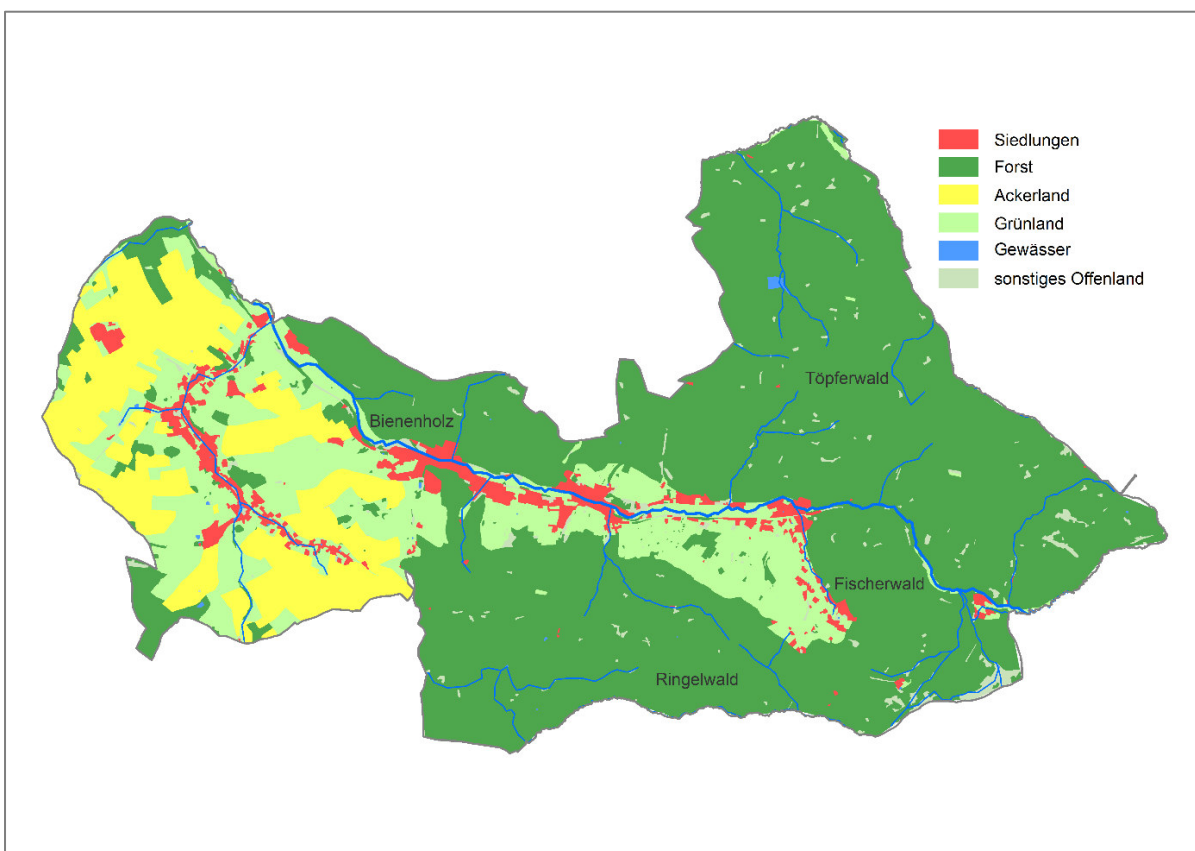 Siedlungen
Forst
Ackerland
Grünland
Gewässer
sonstiges Offenland
Töpferwald
Bienenholz
Fischerwald
Ringelwald